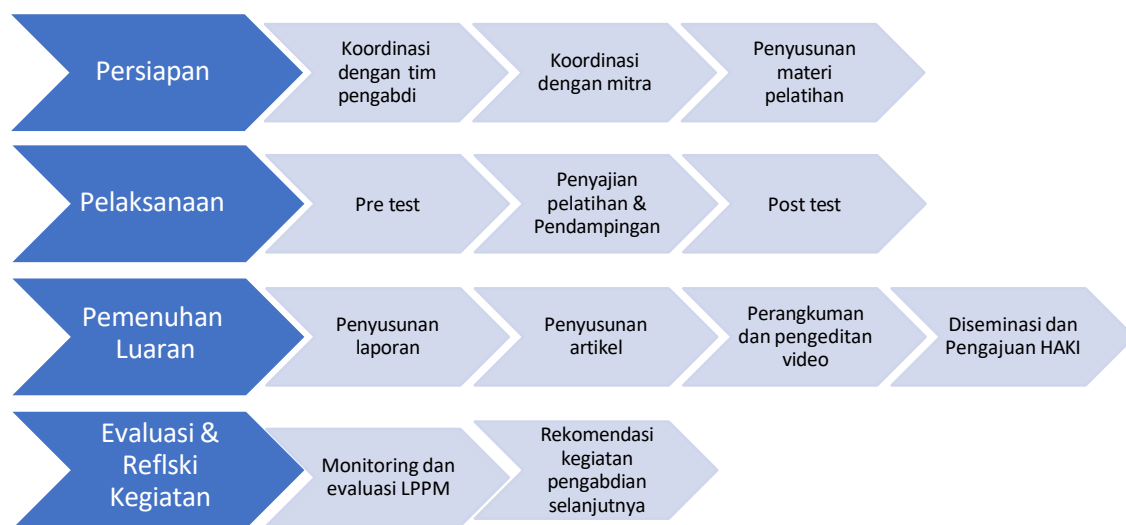 Persiapan
Koordinasi
dengan tim
pengabdi
Koordinasi
dengan mitra
Penyusunan
materi
pelatihan
Pelaksanaan
Pre test
Penyajian
pelatihan &
Pendampingan
Post test
Pemenuhan
Luaran
Penyusunan
laporan
Penyusunan
artikel
Perangkuman
dan pengeditan
video
Diseminasi dan
Pengajuan HAKI
Evaluasi &
Reflski
Kegiatan
Monitoring dan
evaluasi LPPM
Rekomendasi
kegiatan
pengabdian
selanjutnya